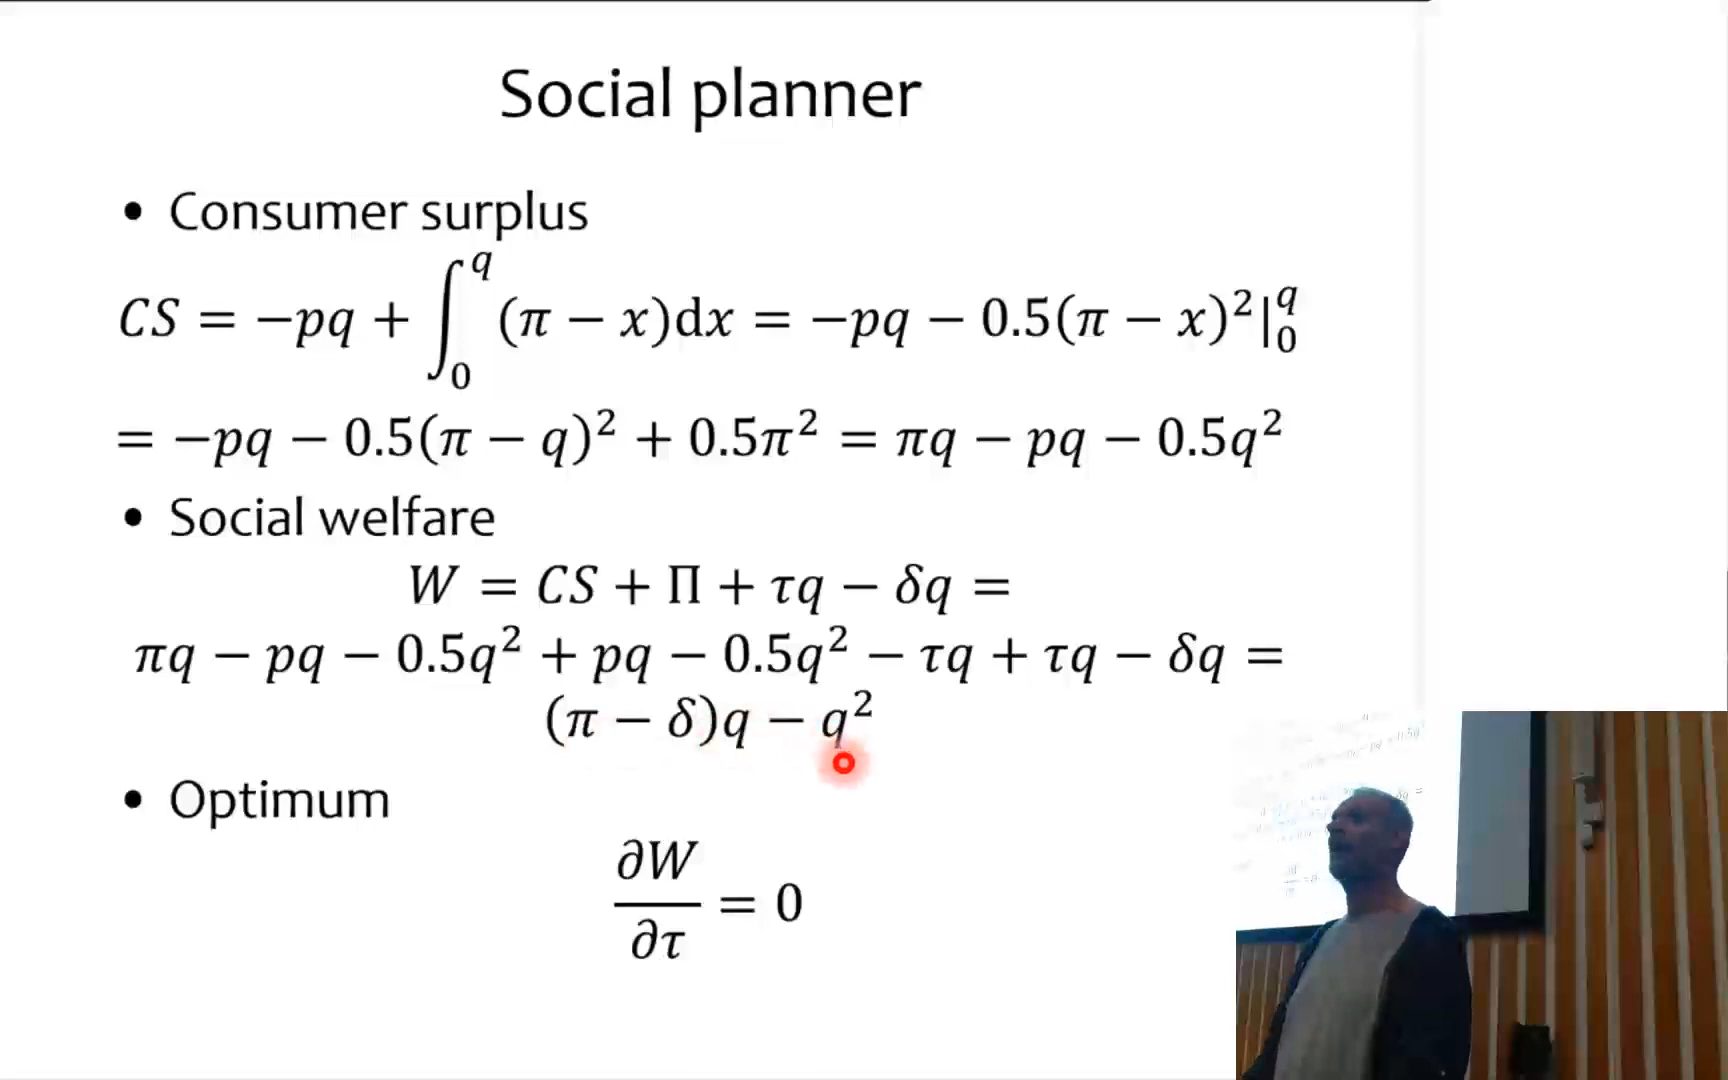 Social planner
• Consumer surplus
CS = −pq + ∫₀^q (π − x)dx = −pq − 0.5(π − x)²|₀^q
= −pq − 0.5(π − q)² + 0.5π² = πq − pq − 0.5q²
• Social welfare
W = CS + Π + τq − δq =
πq − pq − 0.5q² + pq − 0.5q² − τq + τq − δq =
(π − δ)q − q²
• Optimum
∂W/∂τ = 0